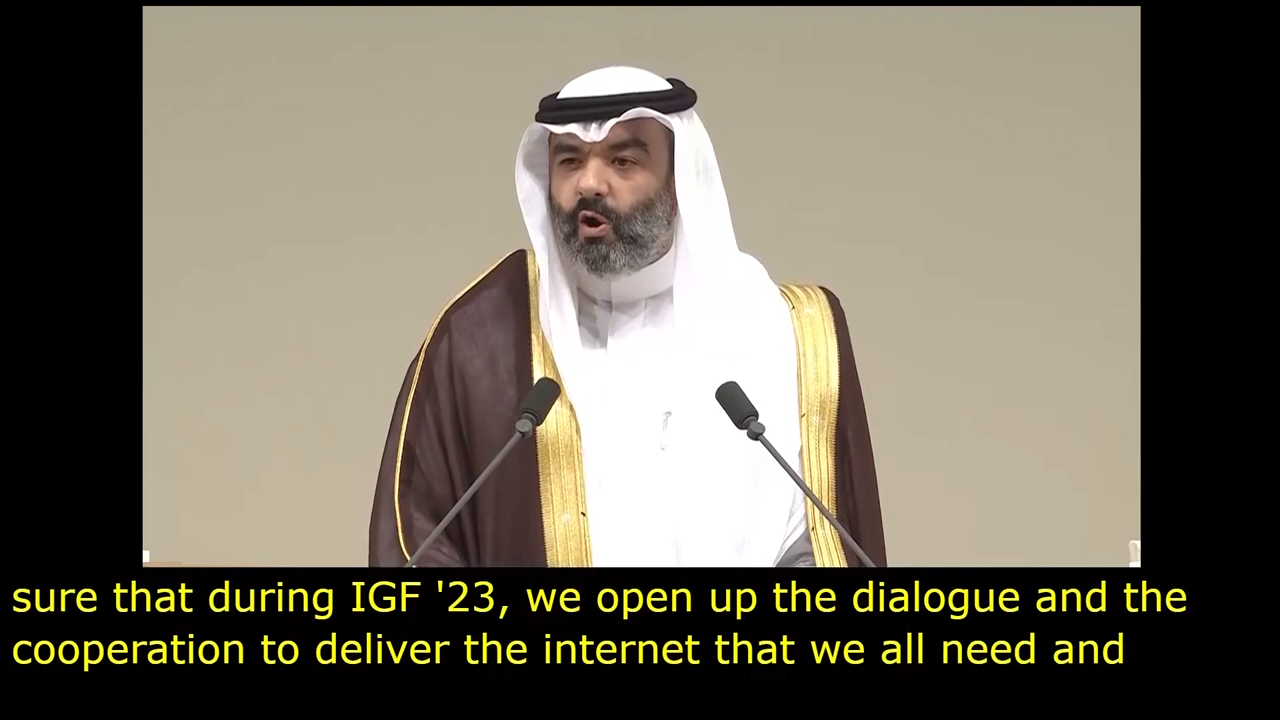 sure that during IGF '23, we open up the dialogue and the
cooperation to deliver the internet that we all need and